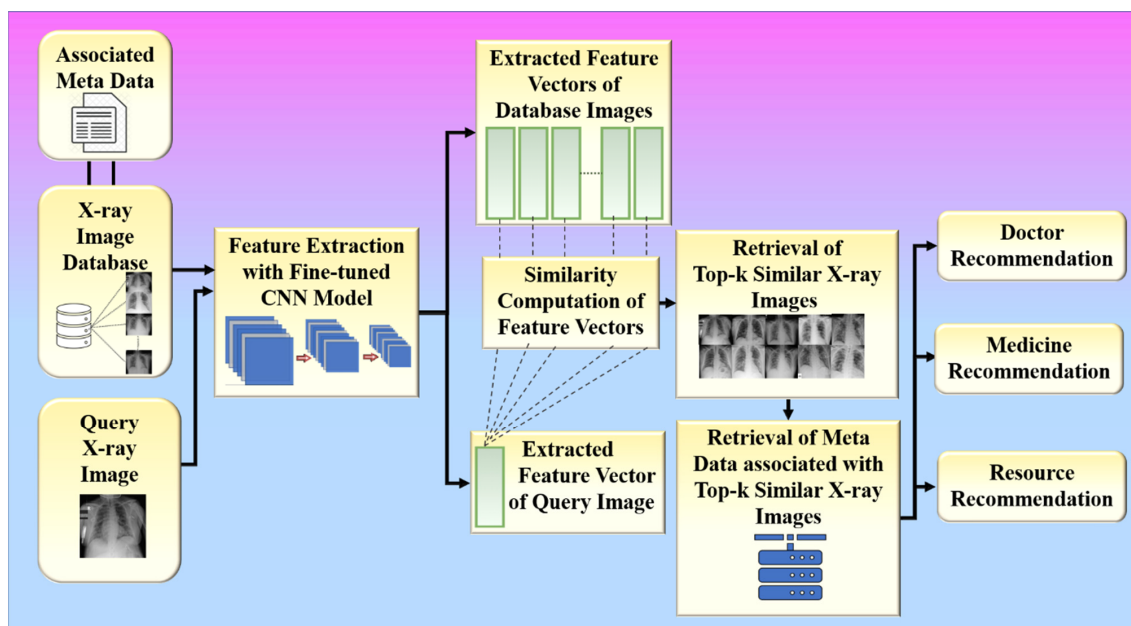 Associated
Meta Data
X-ray
Image
Database
Query
X-ray
Image
Feature Extraction
with Fine-tuned
CNN Model
Extracted Feature
Vectors of
Database Images
Similarity
Computation of
Feature Vectors
Extracted
Feature Vector
of Query Image
Retrieval of
Top-k Similar X-ray
Images
Retrieval of Meta
Data associated with
Top-k Similar X-ray
Images
Doctor
Recommendation
Medicine
Recommendation
Resource
Recommendation